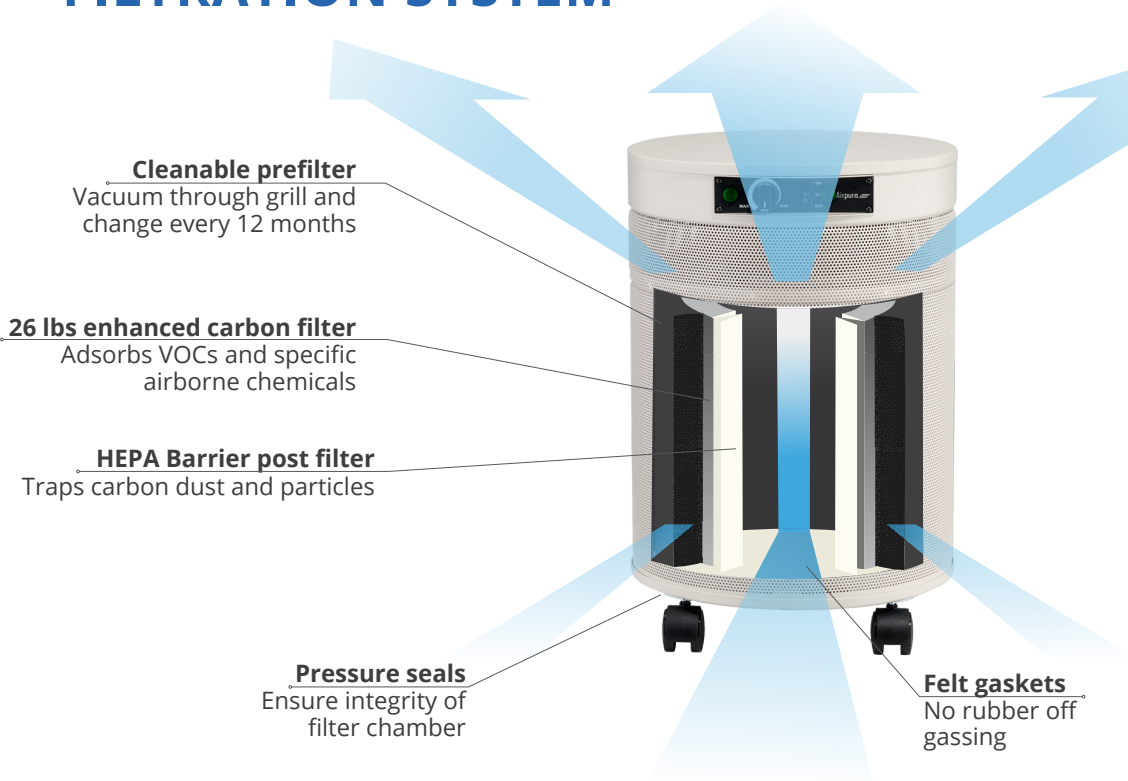 FILTRATION SYSTEM
Cleanable prefilter
Vacuum through grill and
change every 12 months
26 lbs enhanced carbon filter
Adsorbs VOCs and specific
airborne chemicals
HEPA Barrier post filter
Traps carbon dust and particles
Pressure seals
Ensure integrity of
filter chamber
Felt gaskets
No rubber off
gassing
MAX
Airpura